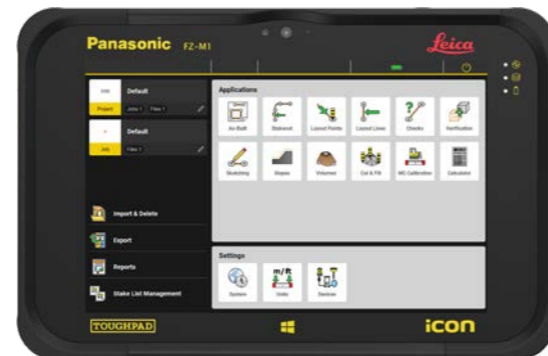 Panasonic FZ-M1
Leica
Default
Project
Jobs 1 Files 1
Default
Job
Files 1
Import & Delete
Export
Reports
Stake List Management
Applications
As-Built
Stakeout
Layout Points
Layout Lines
Checks
Verification
Sketching
Slopes
Volumes
Cut & Fill
MC Calibration
Calculator
Settings
m/ft
System
Units
Devices
TOUGHPAD
iCON